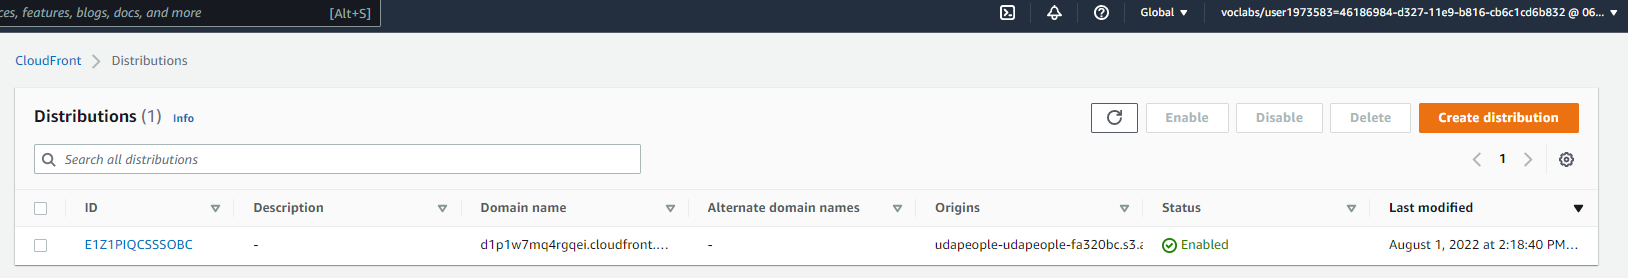 ces, features, blogs, docs, and more [Alt+S] Global voclabs/user1973583=46186984-d327-11e9-b816-cb6c1cd6b832 @ 06...
CloudFront > Distributions
Distributions (1) Info Enable Disable Delete Create distribution
Search all distributions 1
ID Description Domain name Alternate domain names Origins Status Last modified
E1Z1PIQCSSSOBC - d1p1w7mq4rgqei.cloudfront.... - udapeople-udapeople-fa320bc.s3.a Enabled August 1, 2022 at 2:18:40 PM...